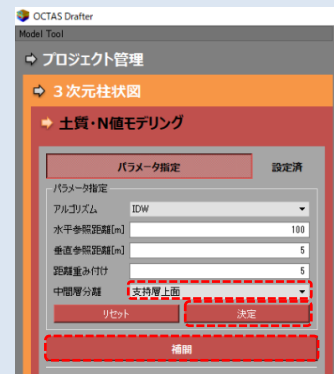 OCTAS Drafter
Model Tool
プロジェクト管理
3次元柱状図
土質・N値モデリング
パラメータ指定 設定済
パラメータ指定
アルゴリズム IDW
水平参照距離[m] 100
垂直参照距離[m] 5
距離重み付け 5
中間層分離 支持層上面
リセット 決定
補間